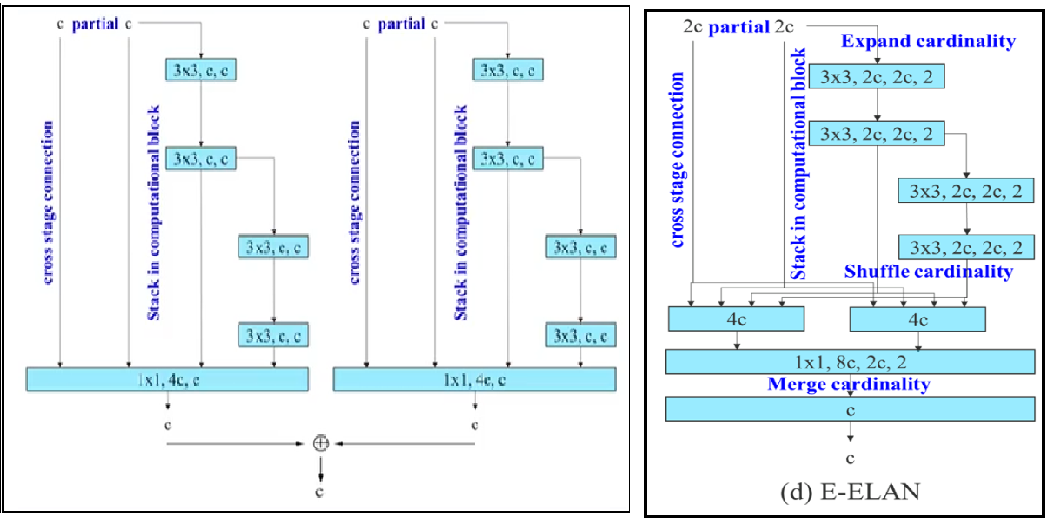 c partial c
cross stage connection
Stack in computational block
3x3, c, c
3x3, c, c
3x3, c, c
3x3, c, c
1x1, 4c, c
c
c partial c
cross stage connection
Stack in computational block
3x3, c, c
3x3, c, c
3x3, c, c
3x3, c, c
1x1, 4c, c
c
c
2c partial 2c
Expand cardinality
cross stage connection
Stack in computational block
3x3, 2c, 2c, 2
3x3, 2c, 2c, 2
3x3, 2c, 2c, 2
3x3, 2c, 2c, 2
Shuffle cardinality
4c 4c
1x1, 8c, 2c, 2
Merge cardinality
c
c
(d) E-ELAN